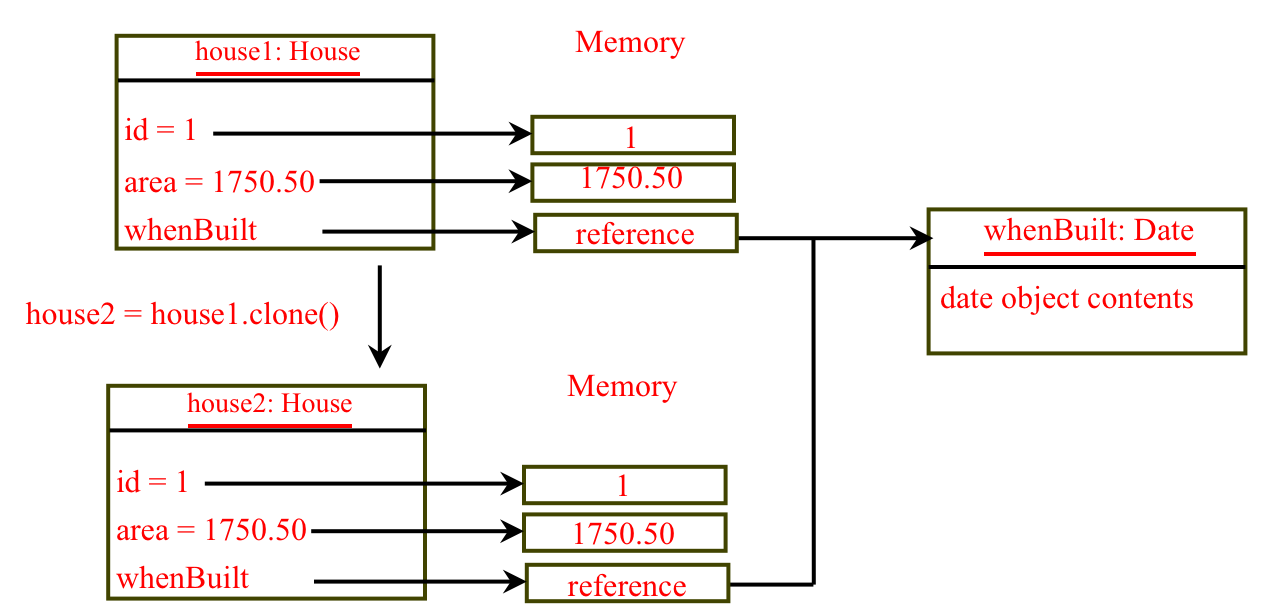 house1: House
Memory
id = 1
1
area = 1750.50
1750.50
whenBuilt
reference
whenBuilt: Date
date object contents
house2 = house1.clone()
Memory
house2: House
id = 1
1
area = 1750.50
1750.50
whenBuilt
reference